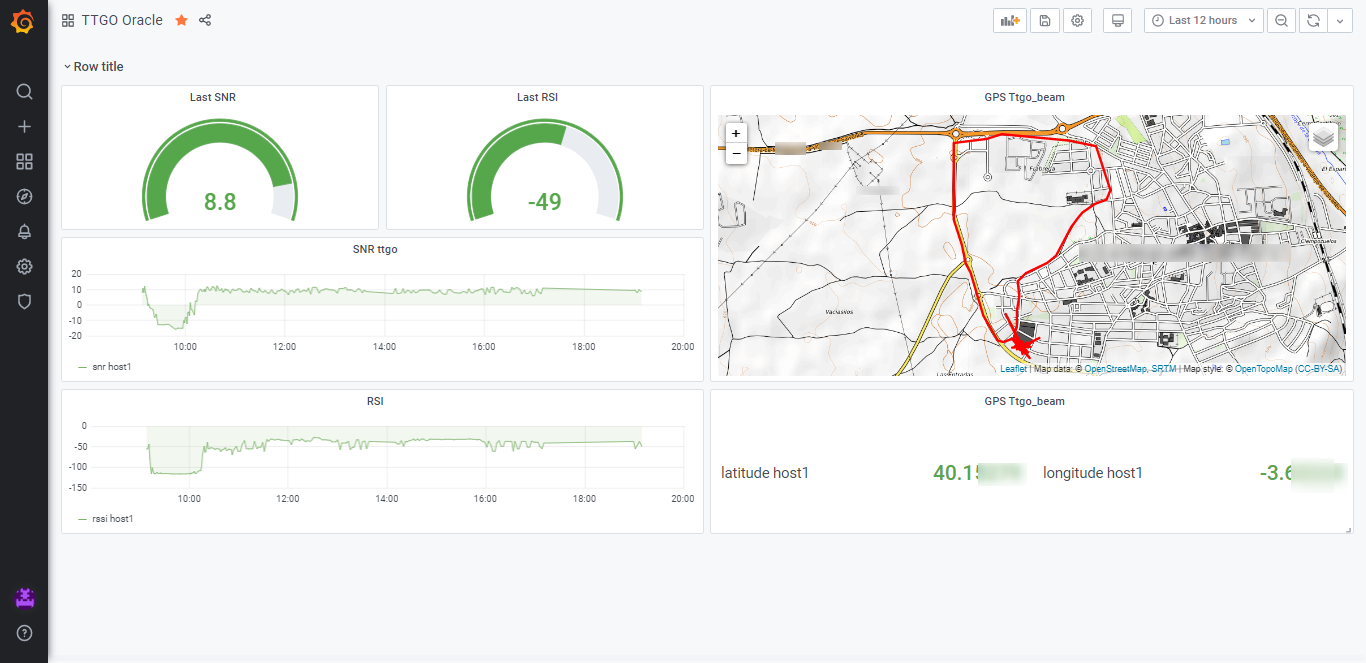 TTGO Oracle
Last 12 hours
Row title
Last SNR
8.8
Last RSI
-49
GPS Ttgo_beam
+
−
Vaciaskos
Ciempozuelos
Leaflet | Map data: © OpenStreetMap, SRTM | Map style: © OpenTopoMap (CC-BY-SA)
SNR ttgo
20
10
0
-10
-20
10:00 12:00 14:00 16:00 18:00 20:00
snr host1
RSI
0
-50
-100
-150
10:00 12:00 14:00 16:00 18:00 20:00
rssi host1
GPS Ttgo_beam
latitude host1 40.15
longitude host1 -3.6